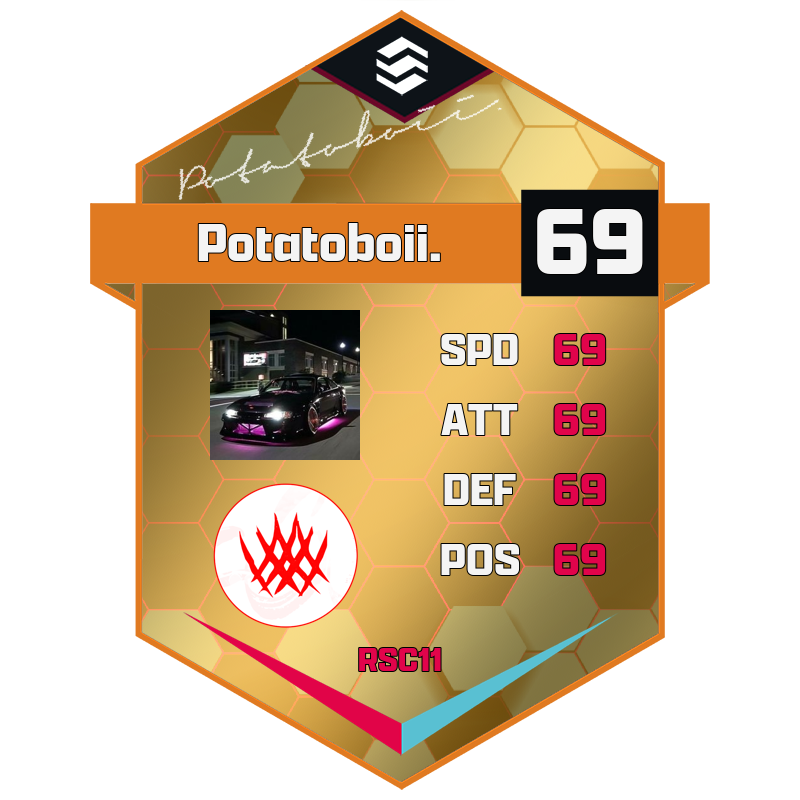 Potatoboii.
Potatoboii. 69
SPD 69
ATT 69
DEF 69
POS 69
RSC11